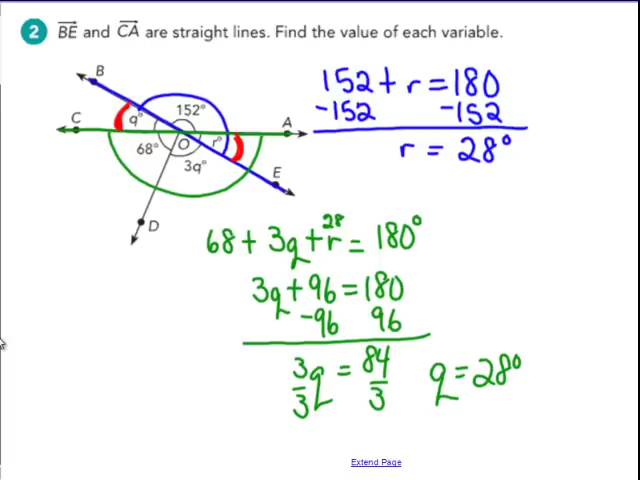 2 BE and CA are straight lines. Find the value of each variable.
B
C
q°
152°
A
68°
O
r°
3q°
E
D
152 + r = 180
-152 -152
r = 28°
28
68 + 3q + r = 180°
3q + 96 = 180
-96 96
3q = 84
3 3
q = 28°
Extend Page